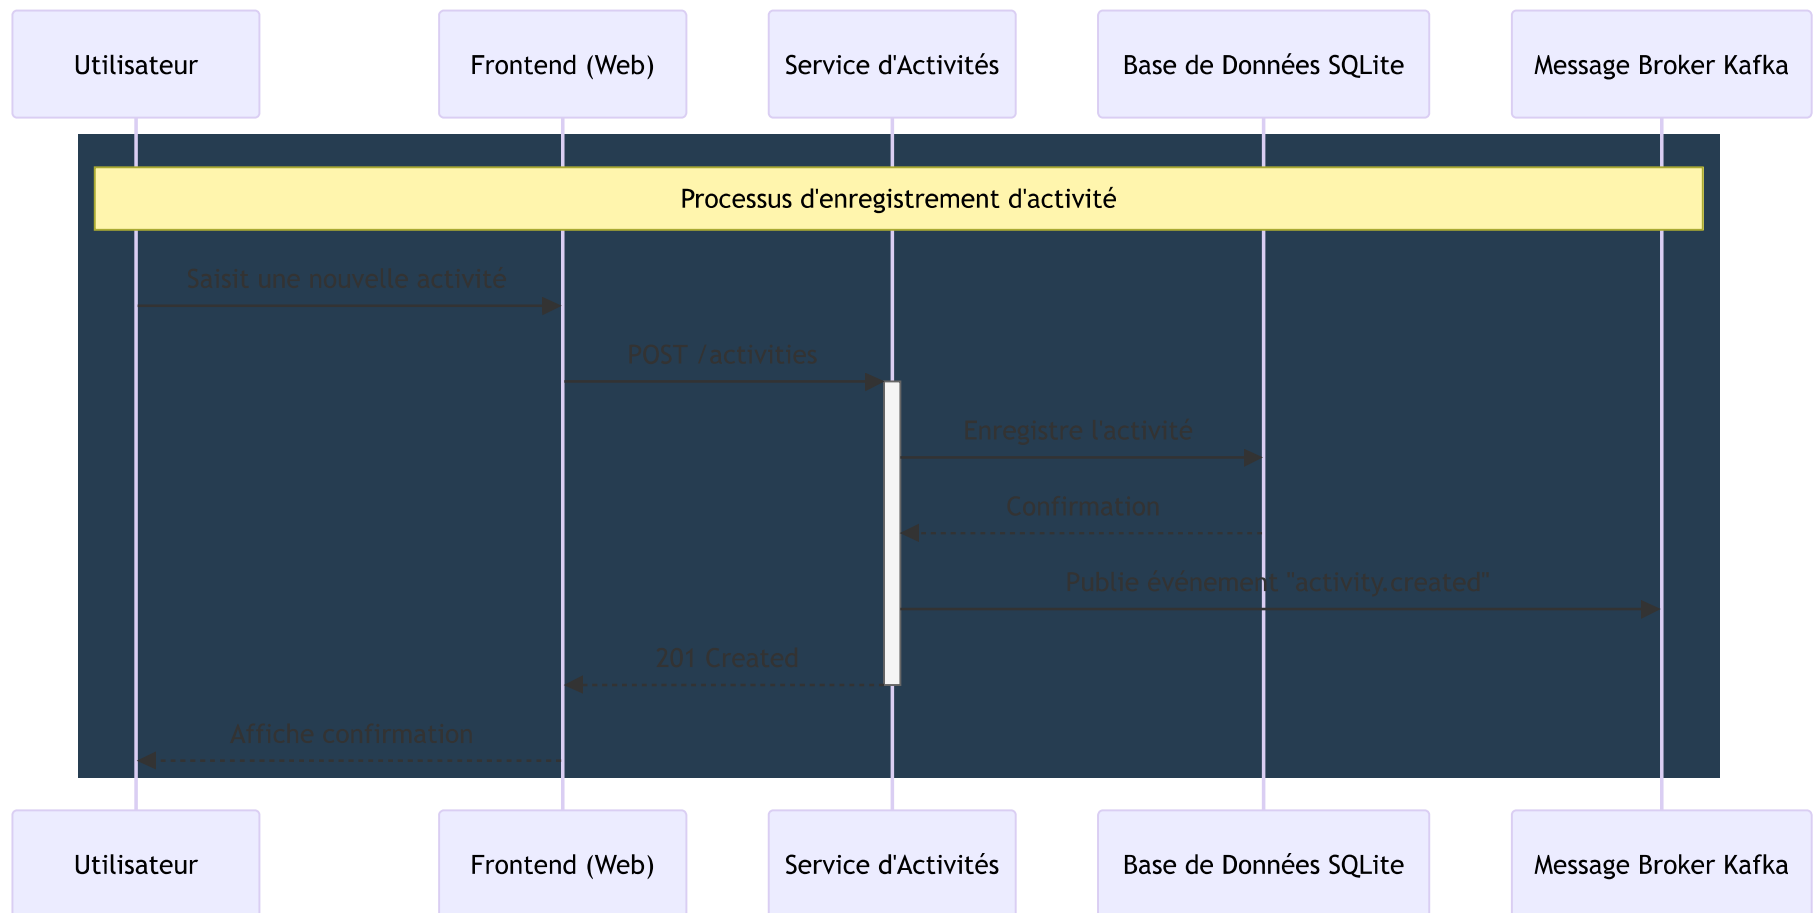 Utilisateur
Frontend (Web)
Service d'Activités
Base de Données SQLite
Message Broker Kafka
Processus d'enregistrement d'activité
Saisit une nouvelle activité
POST /activities
Enregistre l'activité
Confirmation
Publie événement "activity.created"
201 Created
Affiche confirmation
Utilisateur
Frontend (Web)
Service d'Activités
Base de Données SQLite
Message Broker Kafka